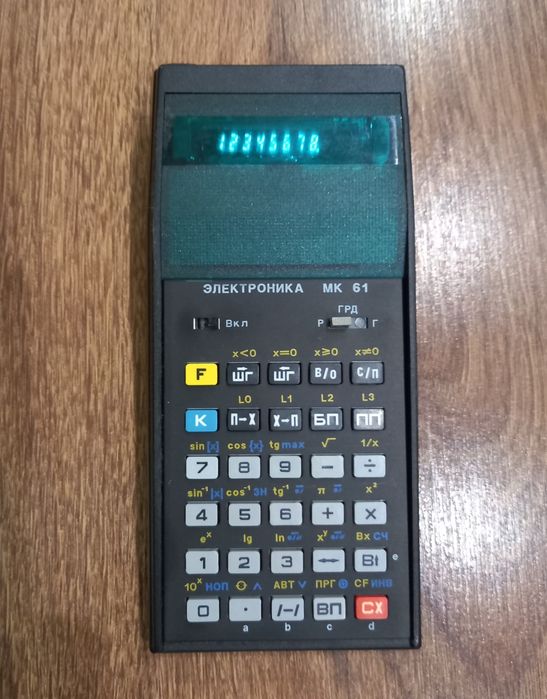 12345678.
ЭЛЕКТРОНИКА МК 61
ГРД
Вкл Р Г
x<0 x=0 x≥0 x≠0
F ШГ ШГ В/О С/П
L0 L1 L2 L3
K П→X X→П БП ПП
sin [x] cos {x} tg max √ 1/x
7 8 9 − ÷
sin⁻¹ |x| cos⁻¹ ЗН tg⁻¹ π x²
4 5 6 + ×
eˣ lg ln xʸ Вх СЧ
1 2 3 ↔ В↑ e
10ˣ НОП ∧ АВТ ∨ ПРГ ⊕ CF ИНВ
0 · /-/ ВП СХ
a b c d